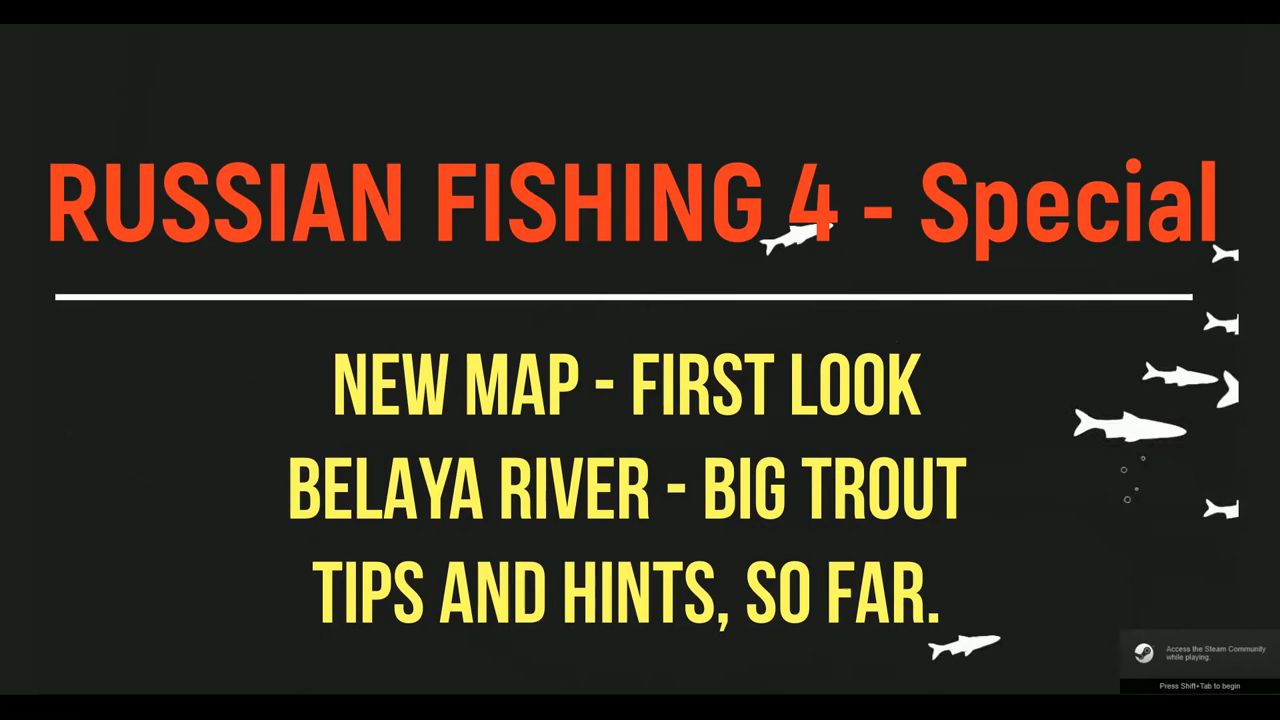 RUSSIAN FISHING 4 - Special
NEW MAP - FIRST LOOK
BELAYA RIVER - BIG TROUT
TIPS AND HINTS, SO FAR.
Access the Steam Community
while playing.
Press Shift+Tab to begin